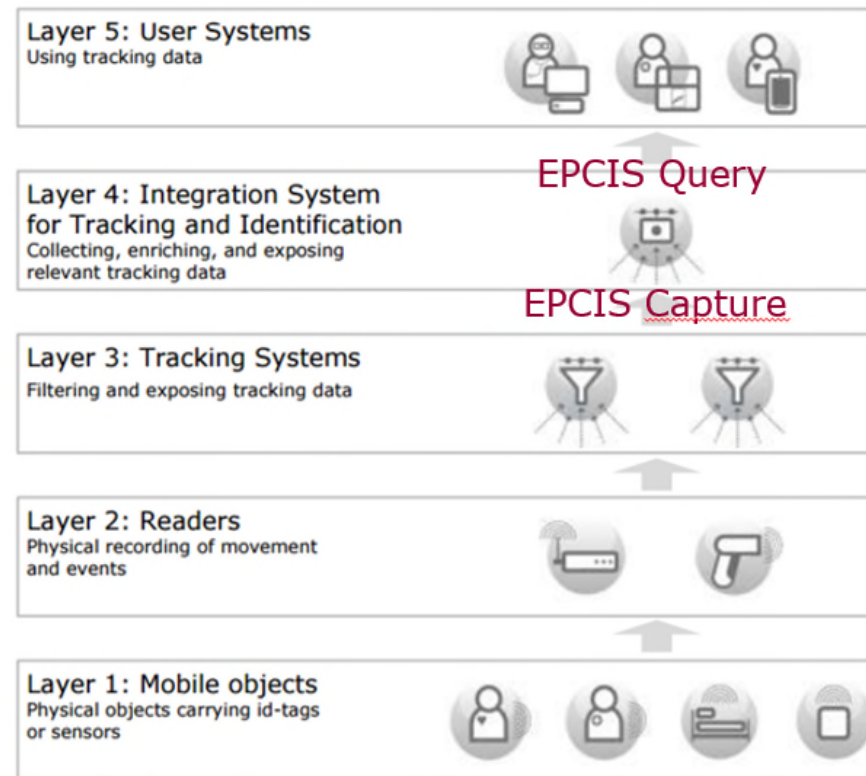 Layer 5: User Systems
Using tracking data
EPCIS Query
Layer 4: Integration System
for Tracking and Identification
Collecting, enriching, and exposing
relevant tracking data
EPCIS Capture
Layer 3: Tracking Systems
Filtering and exposing tracking data
Layer 2: Readers
Physical recording of movement
and events
Layer 1: Mobile objects
Physical objects carrying id-tags
or sensors